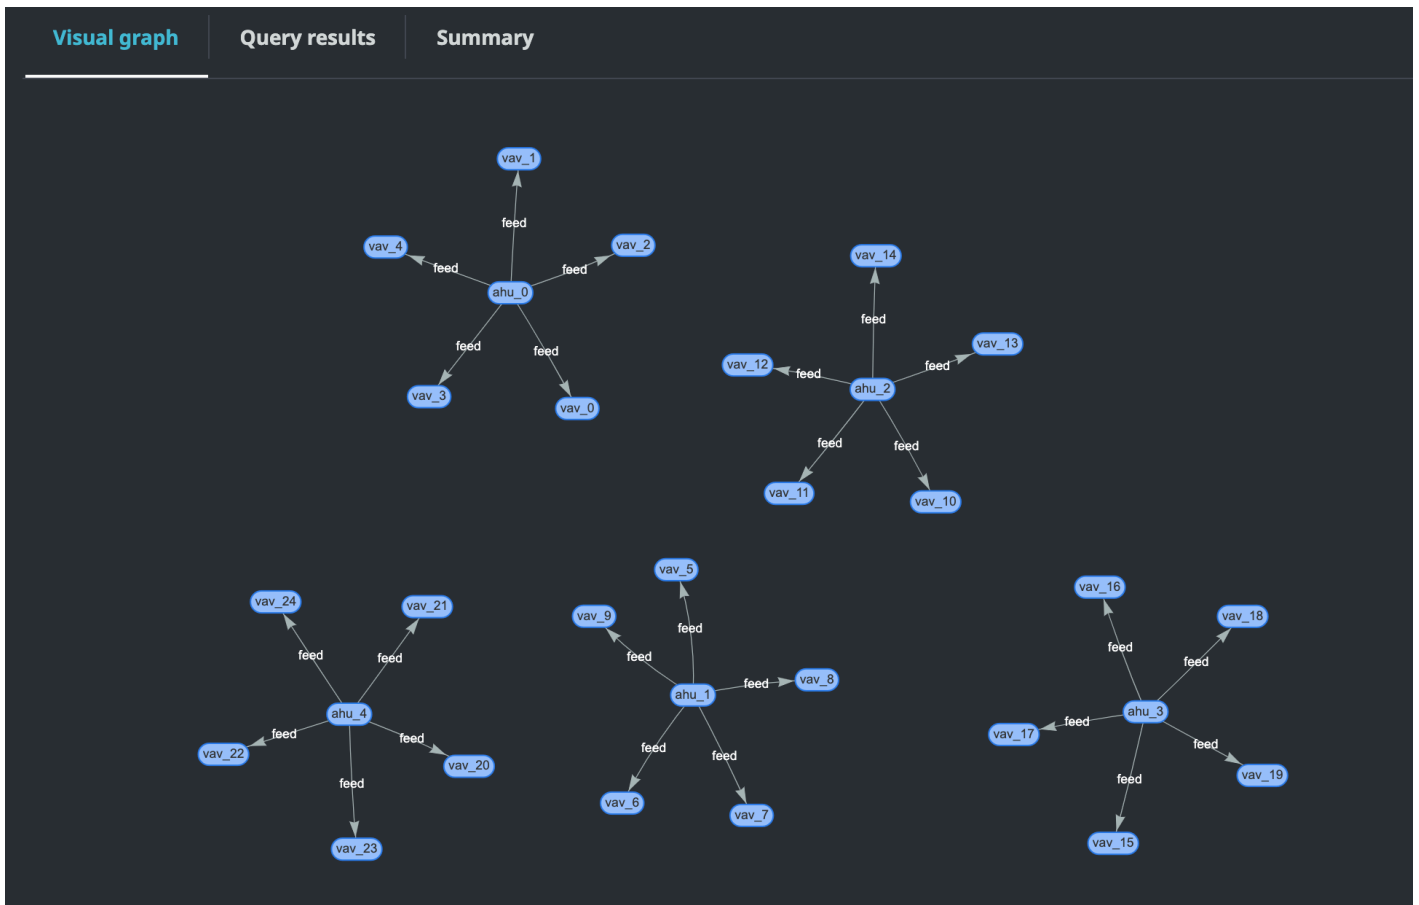 Visual graph
Query results
Summary
vav_1
feed
vav_4
vav_2
feed
feed
ahu_0
feed
feed
vav_3
vav_0
vav_14
feed
vav_13
vav_12
feed
feed
ahu_2
feed
feed
vav_11
vav_10
vav_24
vav_21
feed
feed
ahu_4
feed
feed
vav_22
vav_20
feed
vav_23
vav_5
vav_9
feed
feed
vav_8
feed
ahu_1
feed
feed
vav_6
vav_7
vav_16
vav_18
feed
feed
ahu_3
feed
vav_17
feed
vav_19
feed
vav_15